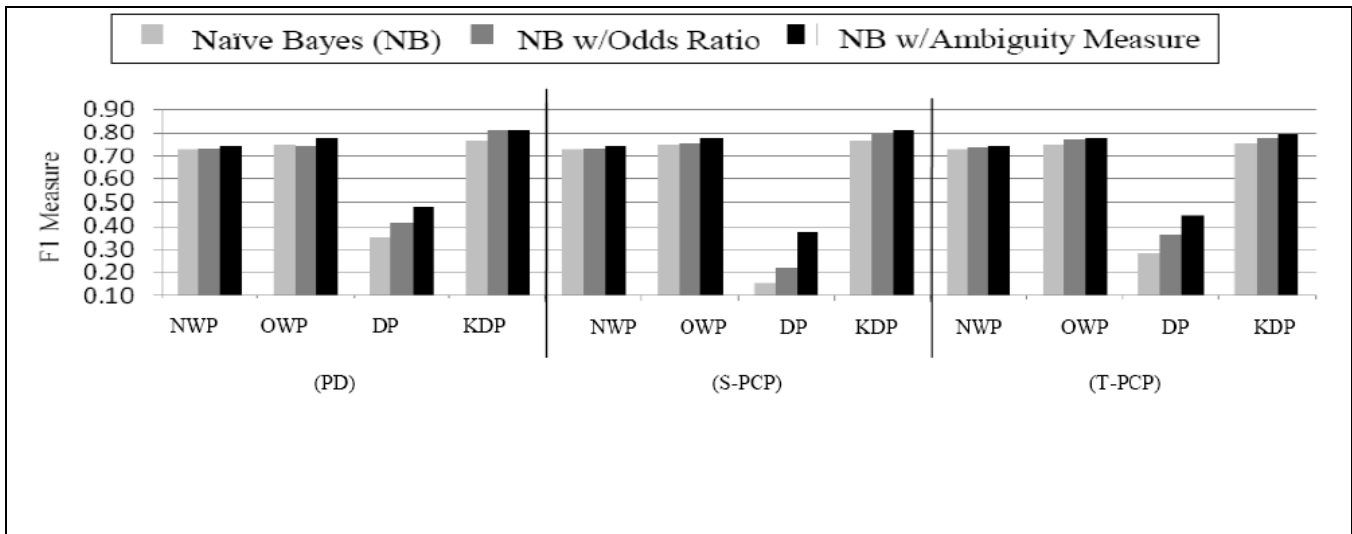 Naïve Bayes (NB) NB w/Odds Ratio NB w/Ambiguity Measure
F1 Measure
0.90
0.80
0.70
0.60
0.50
0.40
0.30
0.20
0.10
NWP OWP DP KDP NWP OWP DP KDP NWP OWP DP KDP
(PD) (S-PCP) (T-PCP)